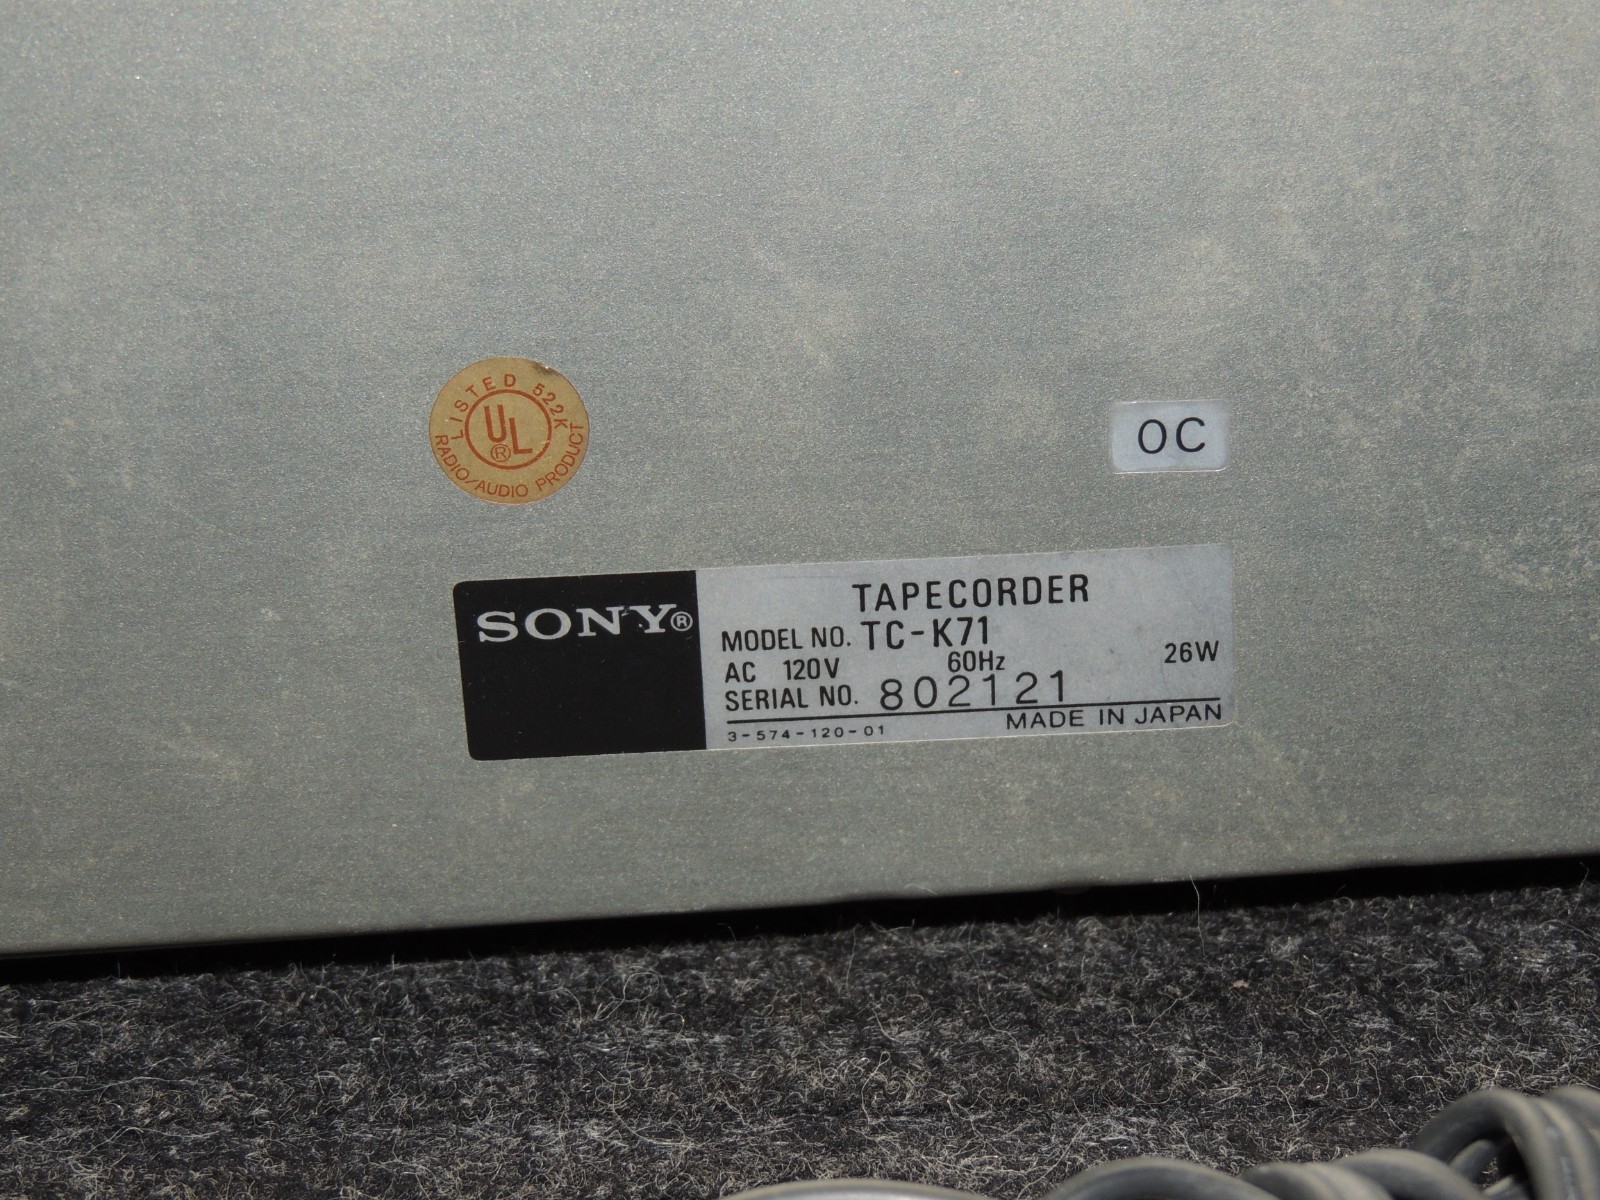 LISTED 522K
UL®
RADIO/AUDIO PRODUCT
OC
SONY®
TAPECORDER
MODEL NO. TC-K71
AC 120V 60Hz 26W
SERIAL NO. 802121
3-574-120-01 MADE IN JAPAN